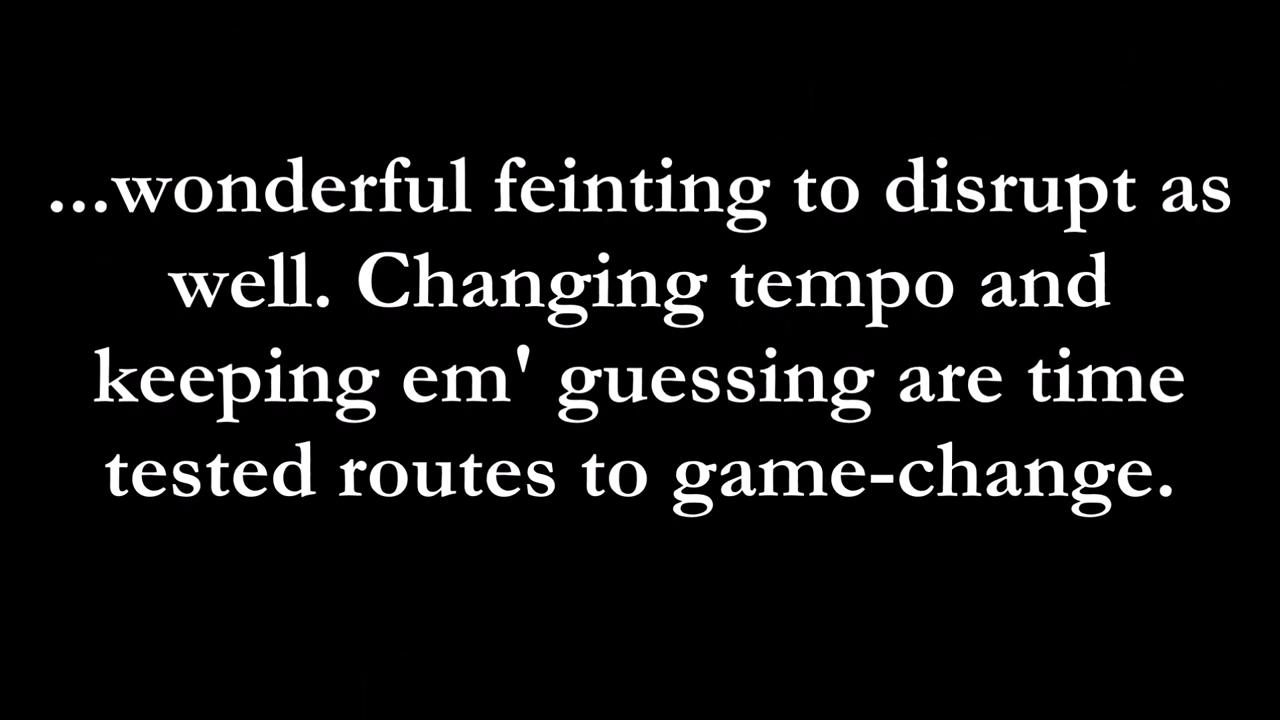 ...wonderful feinting to disrupt as
well. Changing tempo and
keeping em' guessing are time
tested routes to game-change.